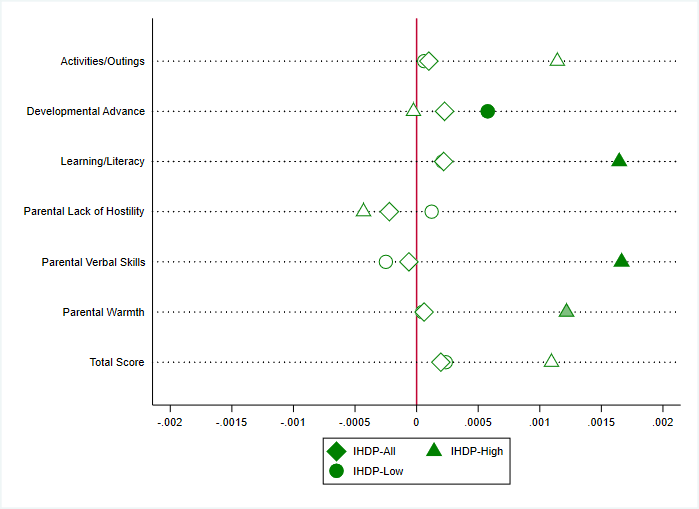 Activities/Outings
Developmental Advance
Learning/Literacy
Parental Lack of Hostility
Parental Verbal Skills
Parental Warmth
Total Score
-.002 -.0015 -.001 -.0005 0 .0005 .001 .0015 .002
IHDP-All IHDP-High
IHDP-Low